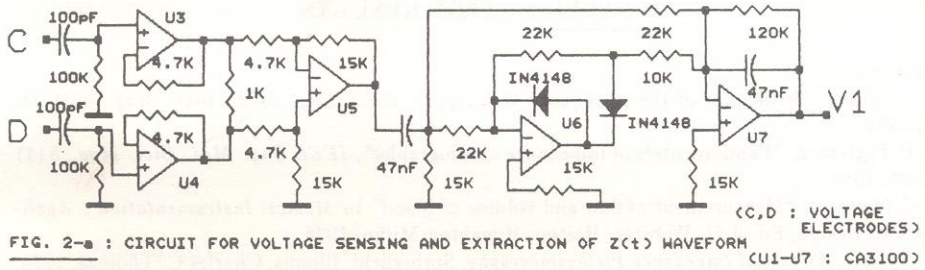 100pF U3 22K 120K
C 4.7K 4.7K 15K 22K 22K
100K 1K U5 IN4148 10K 47nF
100pF U6 V1
D 4.7K 4.7K 47nF 22K IN4148 U7
100K U4 15K 15K 15K 15K
(C,D : VOLTAGE
ELECTRODES)
FIG. 2-a : CIRCUIT FOR VOLTAGE SENSING AND EXTRACTION OF Z(t) WAVEFORM
(U1-U7 : CA3100)